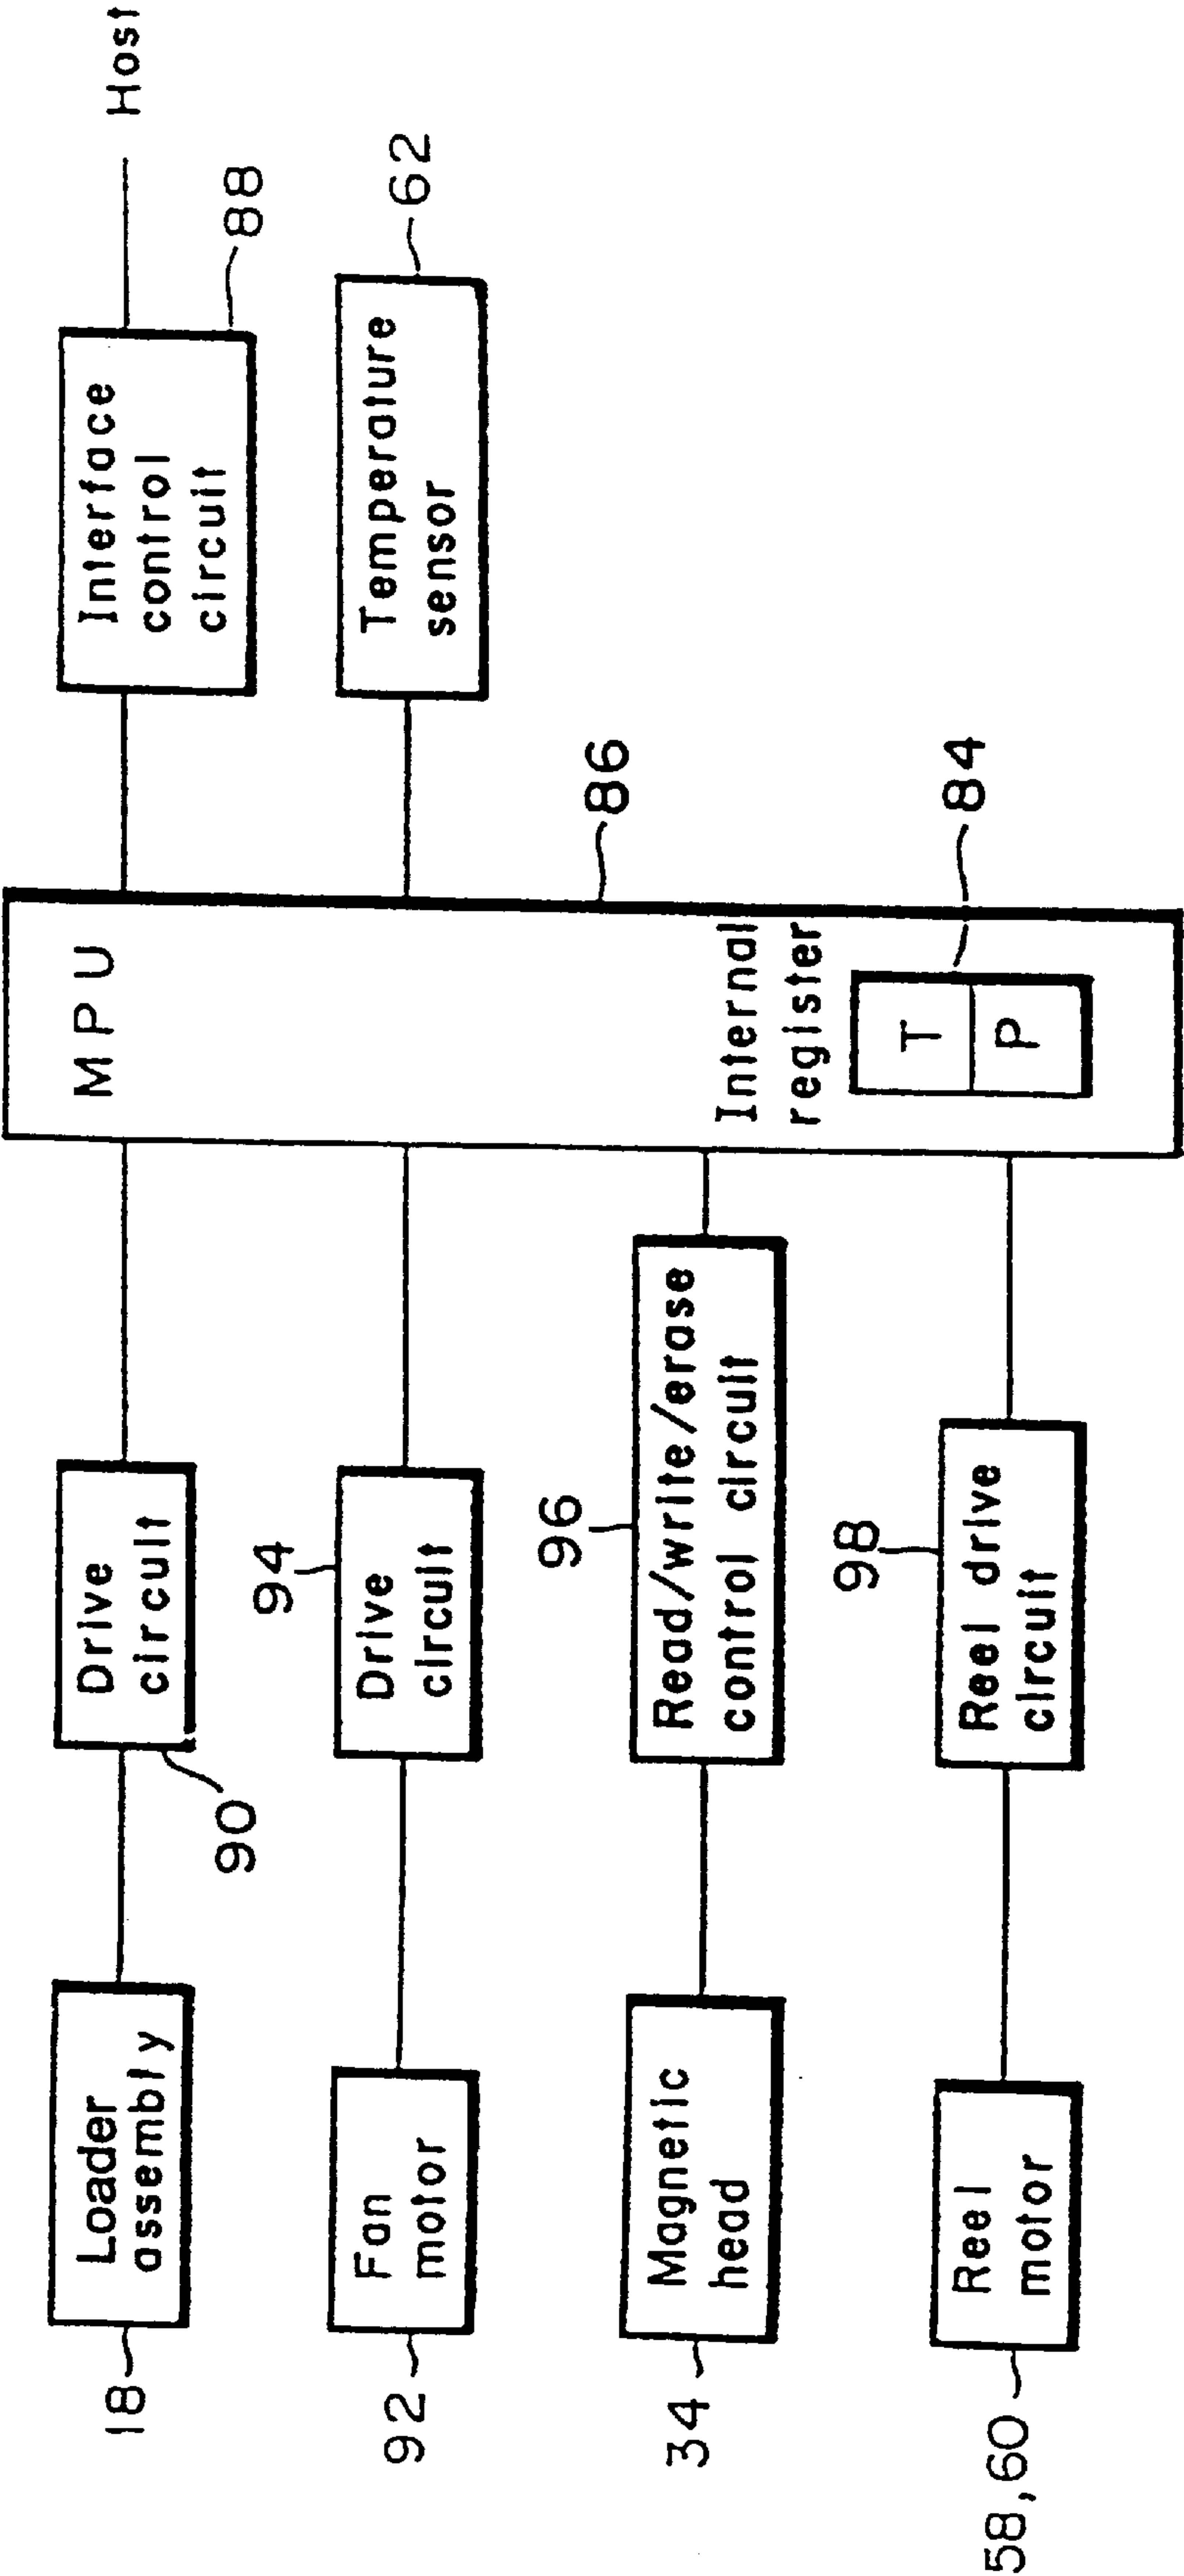 18
Loader
assembly
90
Drive
circuit
MPU
Interface
control
circuit
88
Host
92
Fan
motor
94
Drive
circuit
Temperature
sensor
62
86
34
Magnetic
head
96
Read/write/erase
control circuit
Internal
register
58,60
Reel
motor
98
Reel drive
circuit
T
P
84